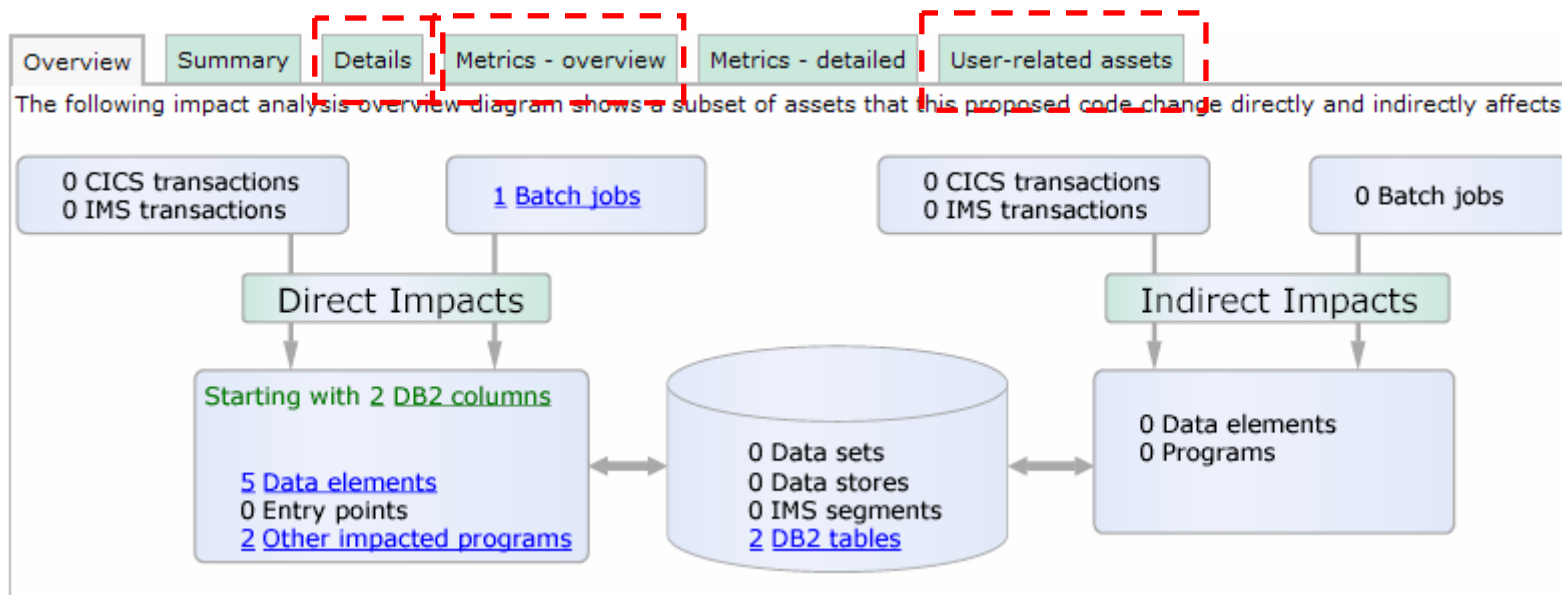 Overview
Summary
Details
Metrics - overview
Metrics - detailed
User-related assets
The following impact analysis overview diagram shows a subset of assets that this proposed code change directly and indirectly affects
0 CICS transactions
0 IMS transactions
1 Batch jobs
0 CICS transactions
0 IMS transactions
0 Batch jobs
Direct Impacts
Indirect Impacts
Starting with 2 DB2 columns
5 Data elements
0 Entry points
2 Other impacted programs
0 Data sets
0 Data stores
0 IMS segments
2 DB2 tables
0 Data elements
0 Programs